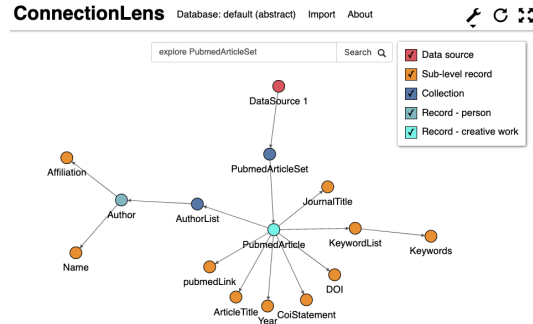 ConnectionLens Database: default (abstract) Import About
explore PubmedArticleSet Search
Data source
Sub-level record
Collection
Record - person
Record - creative work
DataSource 1
PubmedArticleSet
Affiliation
JournalTitle
Author
AuthorList
PubmedArticle
KeywordList
Keywords
Name
pubmedLink
DOI
ArticleTitle
Year
CoiStatement